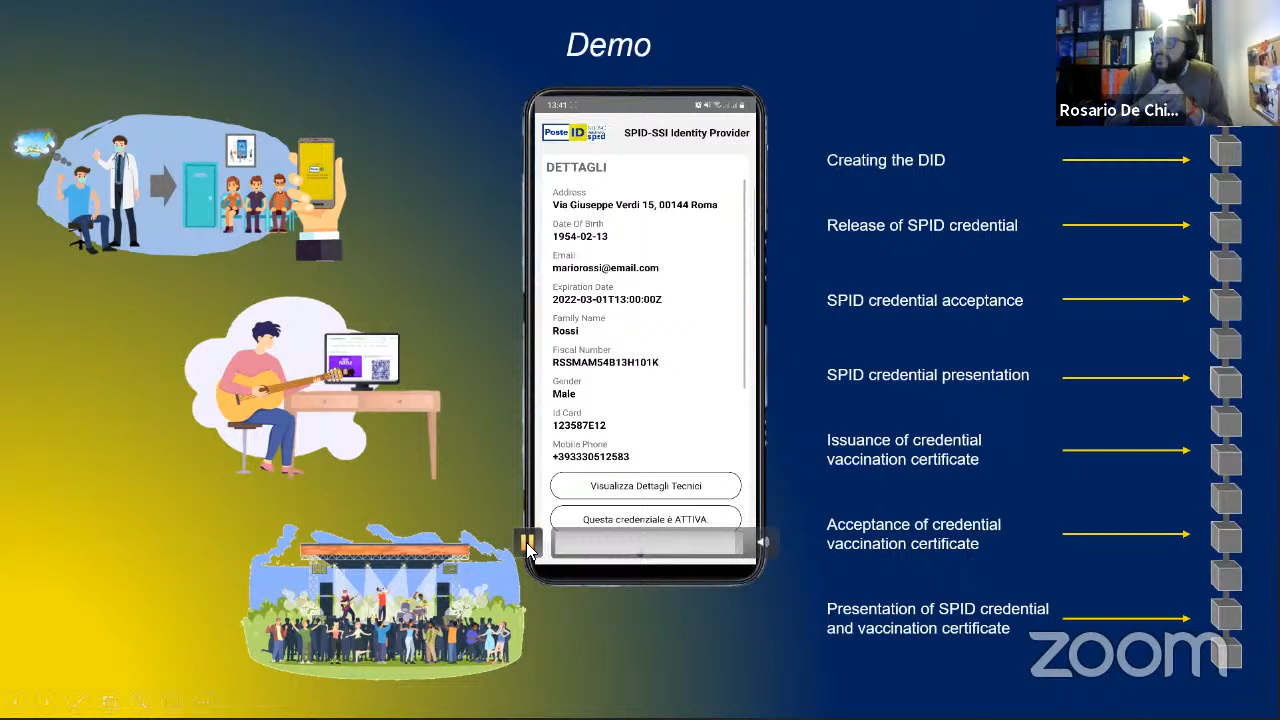 Demo
Rosario De Chi...
13:41
Poste ID
spid
SPID-SSI Identity Provider
DETTAGLI
Address
Via Giuseppe Verdi 15, 00144 Roma
Date Of Birth
1954-02-13
Email
mariorossi@email.com
Expiration Date
2022-03-01T13:00:00Z
Family Name
Rossi
Fiscal Number
RSSMAM54B13H101K
Gender
Male
Id Card
123587E12
Mobile Phone
+393330512583
Visualizza Dettagli Tecnici
Questa credenziale è ATTIVA.
Creating the DID
Release of SPID credential
SPID credential acceptance
SPID credential presentation
Issuance of credential
vaccination certificate
Acceptance of credential
vaccination certificate
Presentation of SPID credential
and vaccination certificate
zoom